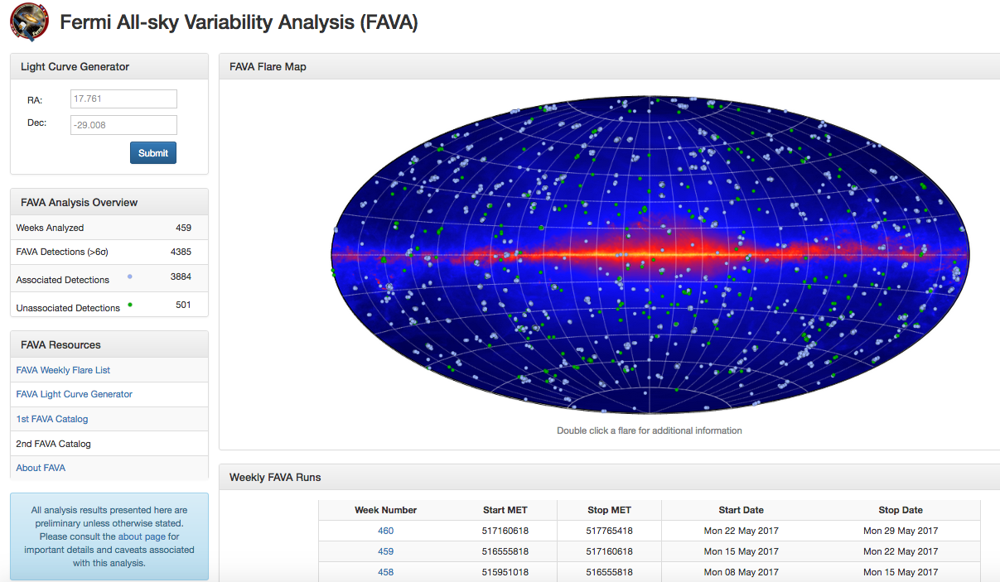 Fermi All-sky Variability Analysis (FAVA)
Light Curve Generator
RA:
17.761
Dec:
-29.008
Submit
FAVA Analysis Overview
Weeks Analyzed 459
FAVA Detections (>6σ) 4385
Associated Detections 3884
Unassociated Detections 501
FAVA Resources
FAVA Weekly Flare List
FAVA Light Curve Generator
1st FAVA Catalog
2nd FAVA Catalog
About FAVA
All analysis results presented here are
preliminary unless otherwise stated.
Please consult the about page for
important details and caveats associated
with this analysis.
FAVA Flare Map
Double click a flare for additional information
Weekly FAVA Runs
Week Number Start MET Stop MET Start Date Stop Date
460 517160618 517765418 Mon 22 May 2017 Mon 29 May 2017
459 516555818 517160618 Mon 15 May 2017 Mon 22 May 2017
458 515951018 516555818 Mon 08 May 2017 Mon 15 May 2017